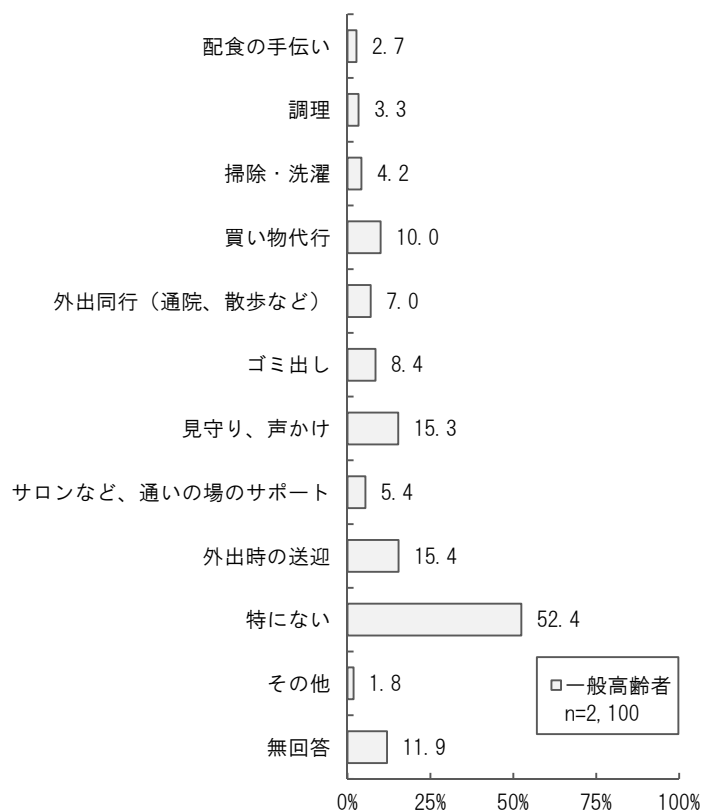 配食の手伝い 2.7
調理 3.3
掃除・洗濯 4.2
買い物代行 10.0
外出同行（通院、散歩など） 7.0
ゴミ出し 8.4
見守り、声かけ 15.3
サロンなど、通いの場のサポート 5.4
外出時の送迎 15.4
特にない 52.4
その他 1.8
無回答 11.9
一般高齢者
n=2,100
0% 25% 50% 75% 100%